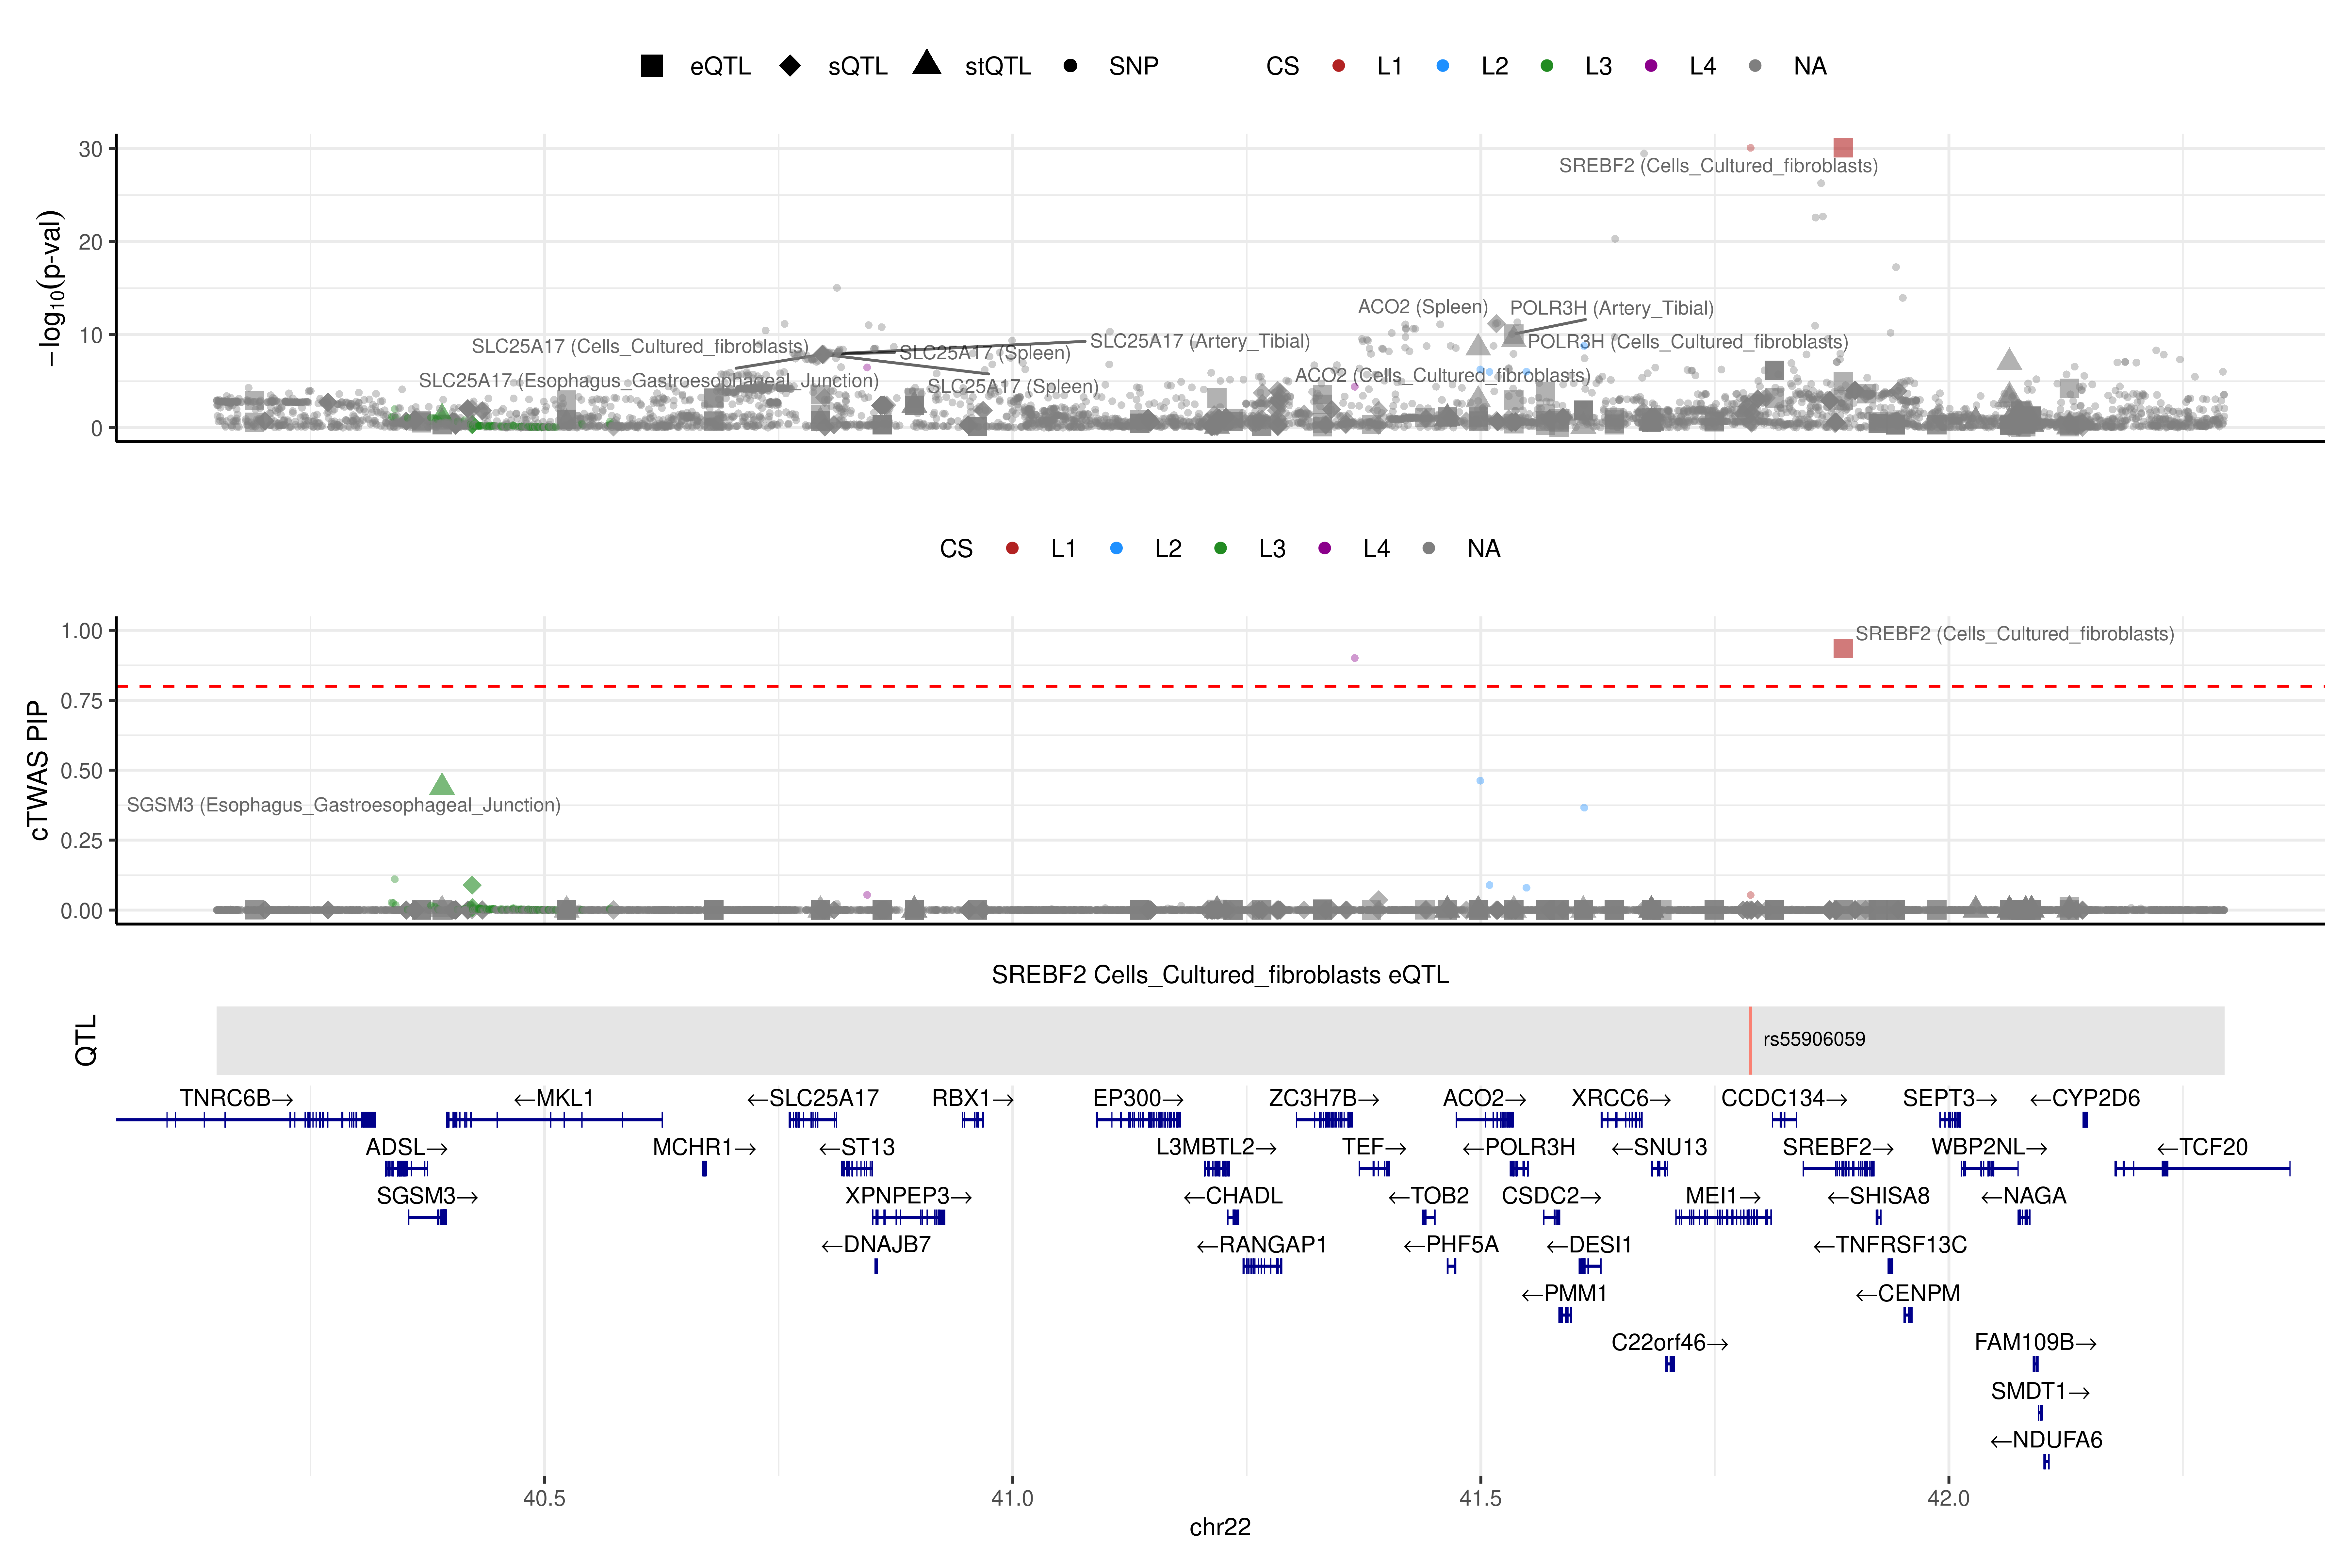 eQTL sQTL stQTL SNP CS L1 L2 L3 L4 NA
−log10(p-val)
30
20
10
0
SREBF2 (Cells_Cultured_fibroblasts)
ACO2 (Spleen)
POLR3H (Artery_Tibial)
SLC25A17 (Cells_Cultured_fibroblasts)
SLC25A17 (Spleen)
SLC25A17 (Artery_Tibial)
POLR3H (Cells_Cultured_fibroblasts)
SLC25A17 (Esophagus_Gastroesophageal_Junction)
SLC25A17 (Spleen)
ACO2 (Cells_Cultured_fibroblasts)
CS L1 L2 L3 L4 NA
cTWAS PIP
1.00
0.75
0.50
0.25
0.00
SREBF2 (Cells_Cultured_fibroblasts)
SGSM3 (Esophagus_Gastroesophageal_Junction)
SREBF2 Cells_Cultured_fibroblasts eQTL
QTL
rs55906059
TNRC6B→ ←MKL1 ←SLC25A17 RBX1→ EP300→ ZC3H7B→ ACO2→ XRCC6→ CCDC134→ SEPT3→ ←CYP2D6
ADSL→ MCHR1→ ←ST13 L3MBTL2→ TEF→ ←POLR3H ←SNU13 SREBF2→ WBP2NL→ ←TCF20
SGSM3→ XPNPEP3→ ←CHADL ←TOB2 CSDC2→ MEI1→ ←SHISA8 ←NAGA
←DNAJB7 ←RANGAP1 ←PHF5A ←DESI1 ←TNFRSF13C
←PMM1 ←CENPM
C22orf46→ FAM109B→
SMDT1→
←NDUFA6
40.5 41.0 41.5 42.0
chr22